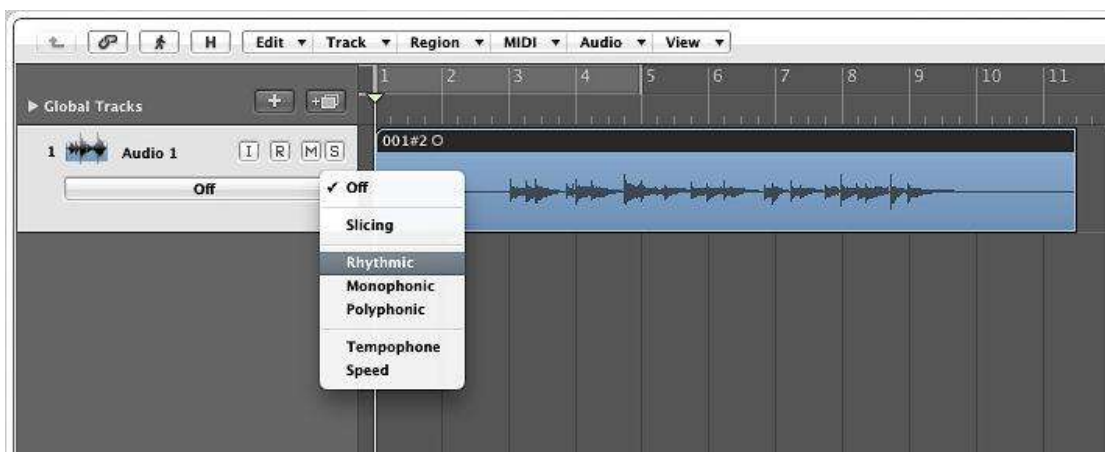 H Edit Track Region MIDI Audio View
1 2 3 4 5 6 7 8 9 10 11
Global Tracks
001#2
1 Audio 1 I R M S
Off
✓ Off
Slicing
Rhythmic
Monophonic
Polyphonic
Tempophone
Speed